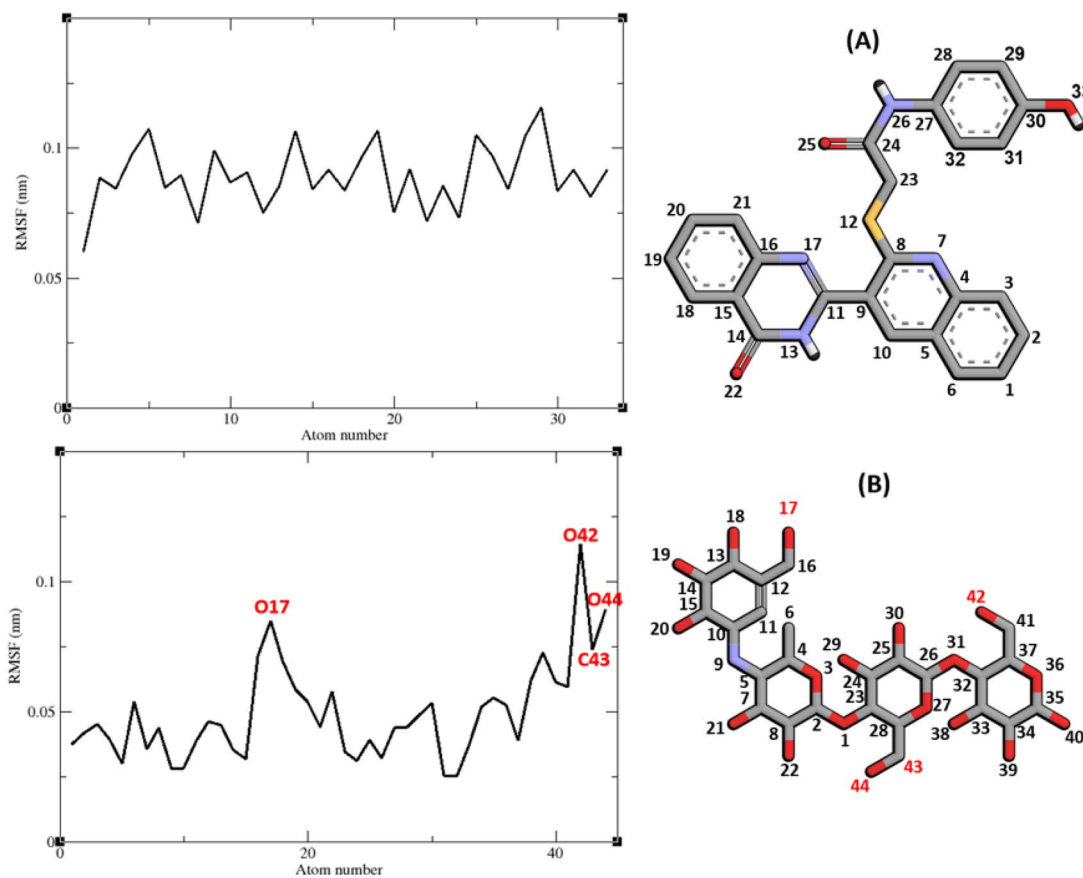 (A)
RMSF (nm)
0.1
0.05
0
0 10 20 30
Atom number
28 29
26 27 30
25 24 32 31
23
12
20 21 16 17 8 7
19 4 3
18 15 11 9 2
14 13 10 5
22 6 1
(B)
RMSF (nm)
0.1
0.05
0
0 20 40
Atom number
O17
O42
O44
C43
18 17
19 13 16
14 12
15 6 42 41
20 10 11 30
9 4 29 25 26 31 37
5 3 24 36
7 23 27 32 35
21 8 2 1 28 38 33 34 40
22 44 43 39